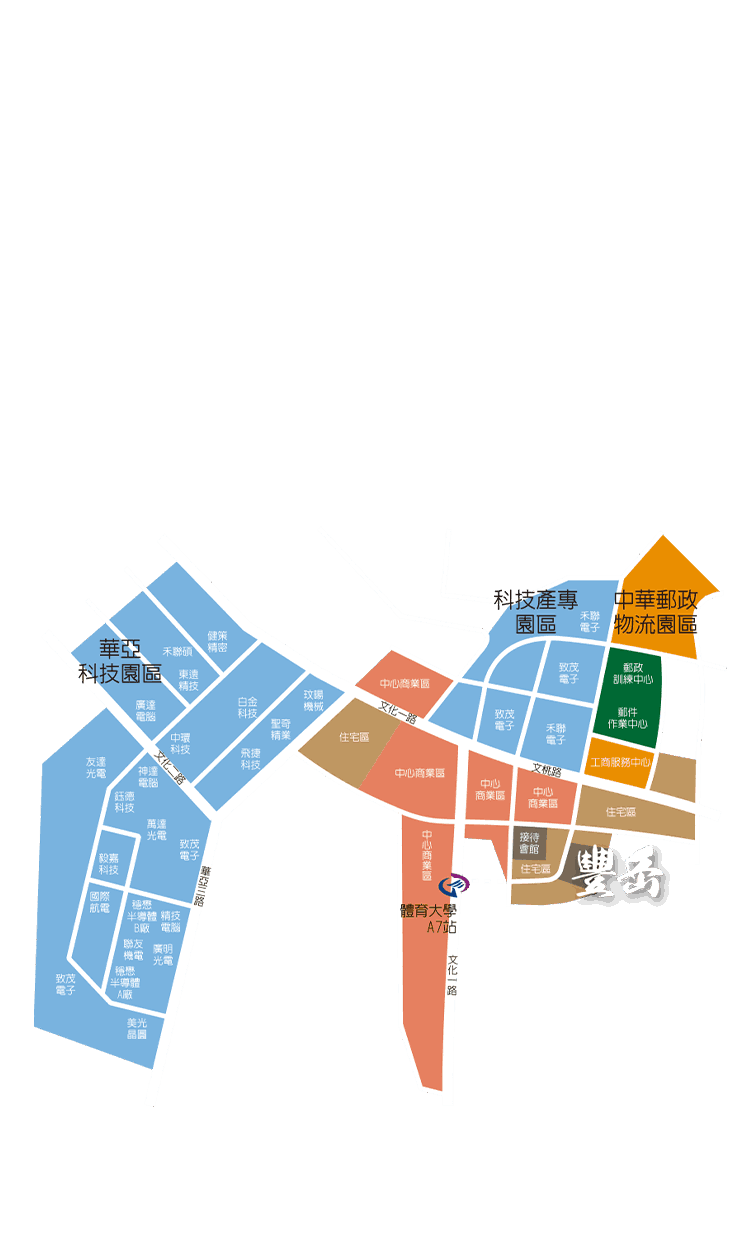 科技產專
園區
中華郵政
物流園區
禾聯
電子
華亞
科技園區
健策
精密
禾聯碩
東遠
精技
廣達
電腦
中環
科技
白金
科技
玟鍚
機械
聖奇
精業
飛捷
科技
文化一路
友達
光電
神達
電腦
鈺德
科技
萬達
光電
致茂
電子
毅嘉
科技
國際
航電
穩懋
半導體
B廠
精技
電腦
聯友
機電
廣明
光電
穩懋
半導體
A廠
致茂
電子
美光
晶圓
華亞三路
中心商業區
文化一路
住宅區
中心商業區
中心
商業區
中心
商業區
致茂
電子
致茂
電子
禾聯
電子
文桃路
郵政
訓練中心
郵件
作業中心
工商服務中心
住宅區
接待
會館
住宅區
豐岳
中心商業區
體育大學
A7站
文化一路